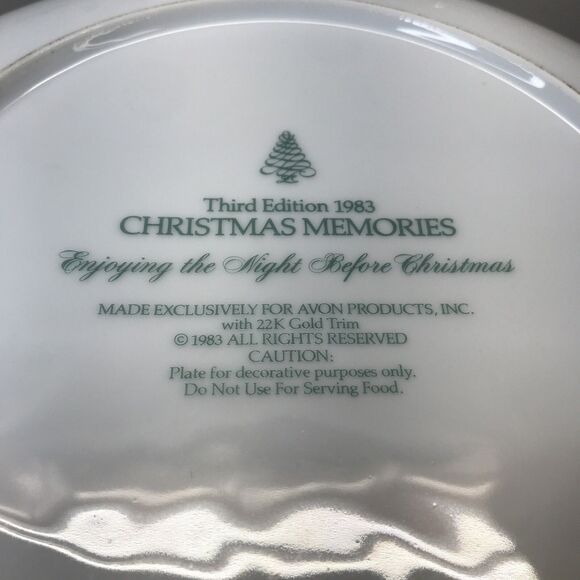 Third Edition 1983
CHRISTMAS MEMORIES
Enjoying the Night Before Christmas
MADE EXCLUSIVELY FOR AVON PRODUCTS, INC.
with 22K Gold Trim
© 1983 ALL RIGHTS RESERVED
CAUTION:
Plate for decorative purposes only.
Do Not Use For Serving Food.